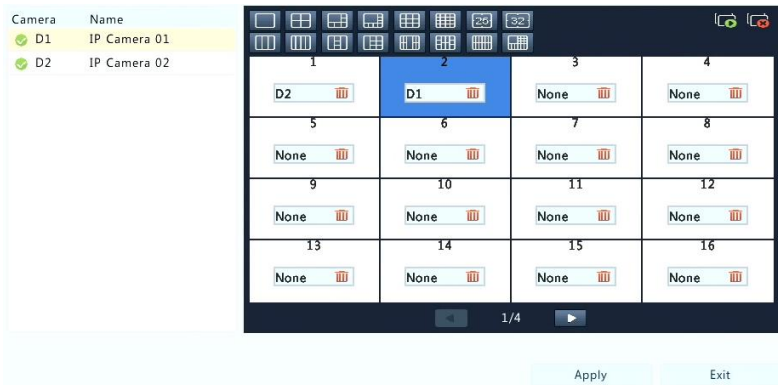 Camera Name
D1 IP Camera 01
D2 IP Camera 02
25 32
1 2 3 4
D2 D1 None None
5 6 7 8
None None None None
9 10 11 12
None None None None
13 14 15 16
None None None None
1/4
Apply Exit